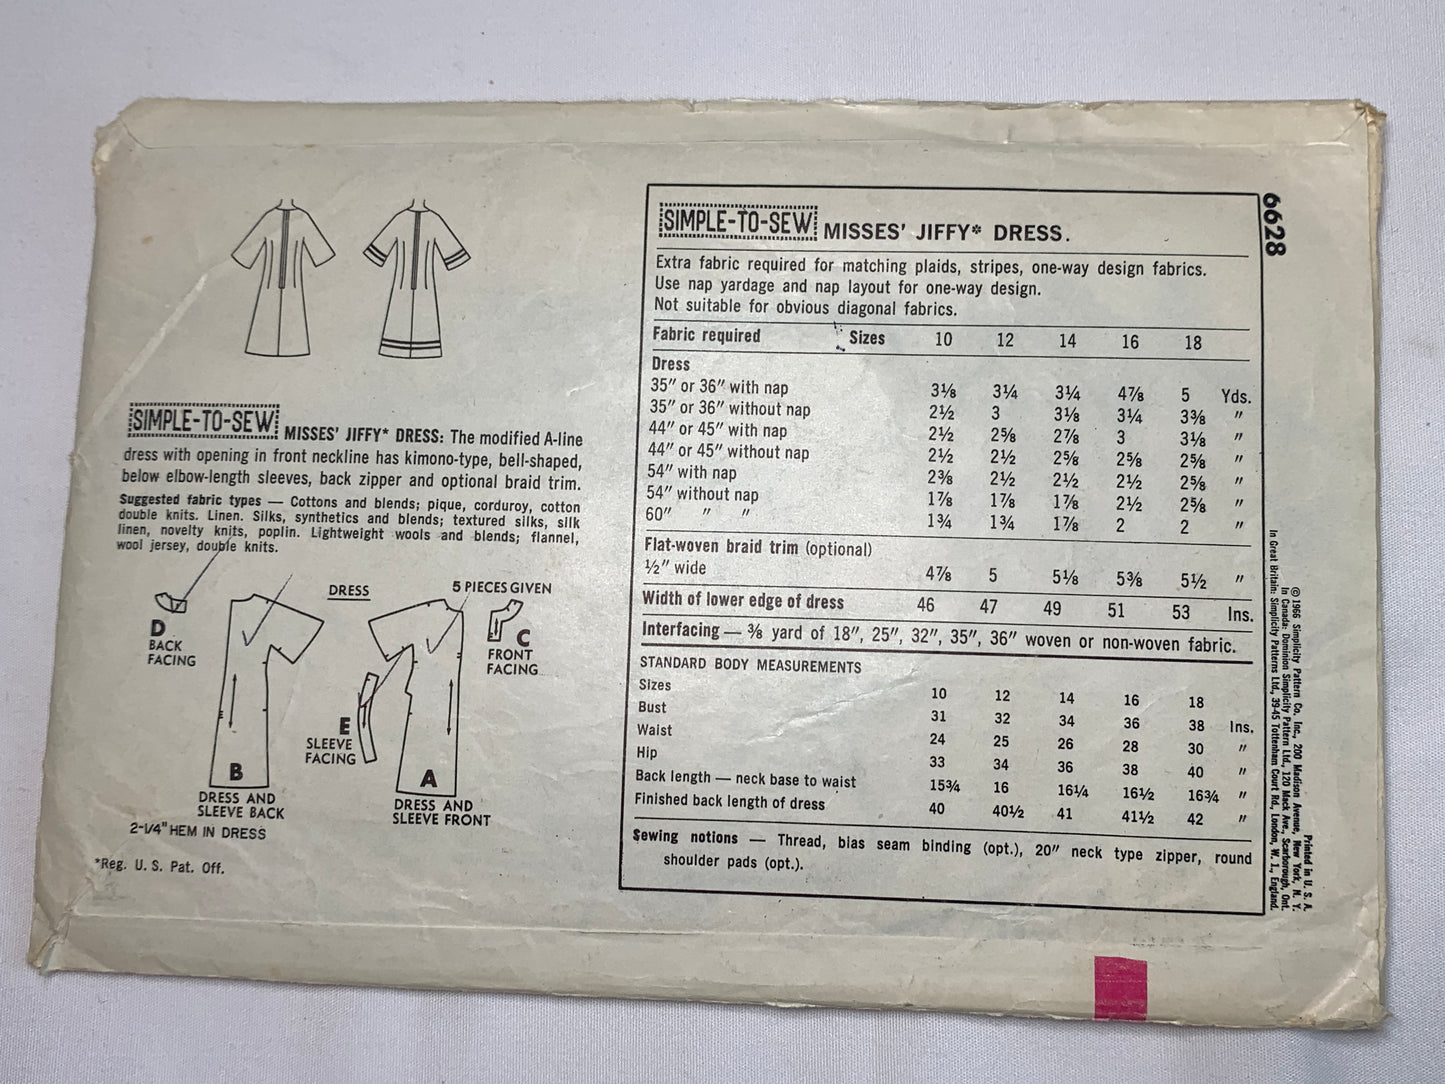 SIMPLE-TO-SEW MISSES' JIFFY* DRESS: The modified A-line
dress with opening in front neckline has kimono-type, bell-shaped,
below elbow-length sleeves, back zipper and optional braid trim.
Suggested fabric types — Cottons and blends; pique, corduroy, cotton
double knits. Linen. Silks, synthetics and blends; textured silks, silk
linen, novelty knits, poplin. Lightweight wools and blends; flannel,
wool jersey, double knits.
DRESS
5 PIECES GIVEN
D
BACK
FACING
C
FRONT
FACING
E
SLEEVE
FACING
B
DRESS AND
SLEEVE BACK
A
DRESS AND
SLEEVE FRONT
2-1/4" HEM IN DRESS
*Reg. U. S. Pat. Off.
SIMPLE-TO-SEW MISSES' JIFFY* DRESS.
Extra fabric required for matching plaids, stripes, one-way design fabrics.
Use nap yardage and nap layout for one-way design.
Not suitable for obvious diagonal fabrics.
Fabric required Sizes 10 12 14 16 18
Dress
35" or 36" with nap 3⅛ 3¼ 3¼ 4⅞ 5 Yds.
35" or 36" without nap 2½ 3 3⅛ 3¼ 3⅜ "
44" or 45" with nap 2½ 2⅝ 2⅞ 3 3⅛ "
44" or 45" without nap 2½ 2½ 2⅝ 2⅝ 2⅝ "
54" with nap 2⅜ 2½ 2½ 2½ 2⅝ "
54" without nap 1⅞ 1⅞ 1⅞ 2½ 2⅝ "
60" " " 1¾ 1¾ 1⅞ 2 2 "
Flat-woven braid trim (optional)
½" wide 4⅞ 5 5⅛ 5⅜ 5½ "
Width of lower edge of dress 46 47 49 51 53 Ins.
Interfacing — ⅜ yard of 18", 25", 32", 35", 36" woven or non-woven fabric.
STANDARD BODY MEASUREMENTS
Sizes 10 12 14 16 18
Bust 31 32 34 36 38 Ins.
Waist 24 25 26 28 30 "
Hip 33 34 36 38 40 "
Back length — neck base to waist 15¾ 16 16¼ 16½ 16¾ "
Finished back length of dress 40 40½ 41 41½ 42 "
Sewing notions — Thread, bias seam binding (opt.), 20" neck type zipper, round
shoulder pads (opt.).
6628
Printed in U. S. A.
© 1966 Simplicity Pattern Co. Inc., 200 Madison Avenue, New York, N. Y.
In Canada: Dominion Simplicity Pattern Ltd., 120 Mack Ave., Scarborough, Ont.
In Great Britain: Simplicity Patterns Ltd., 39-45 Tottenham Court Rd., London, W. 1., England.